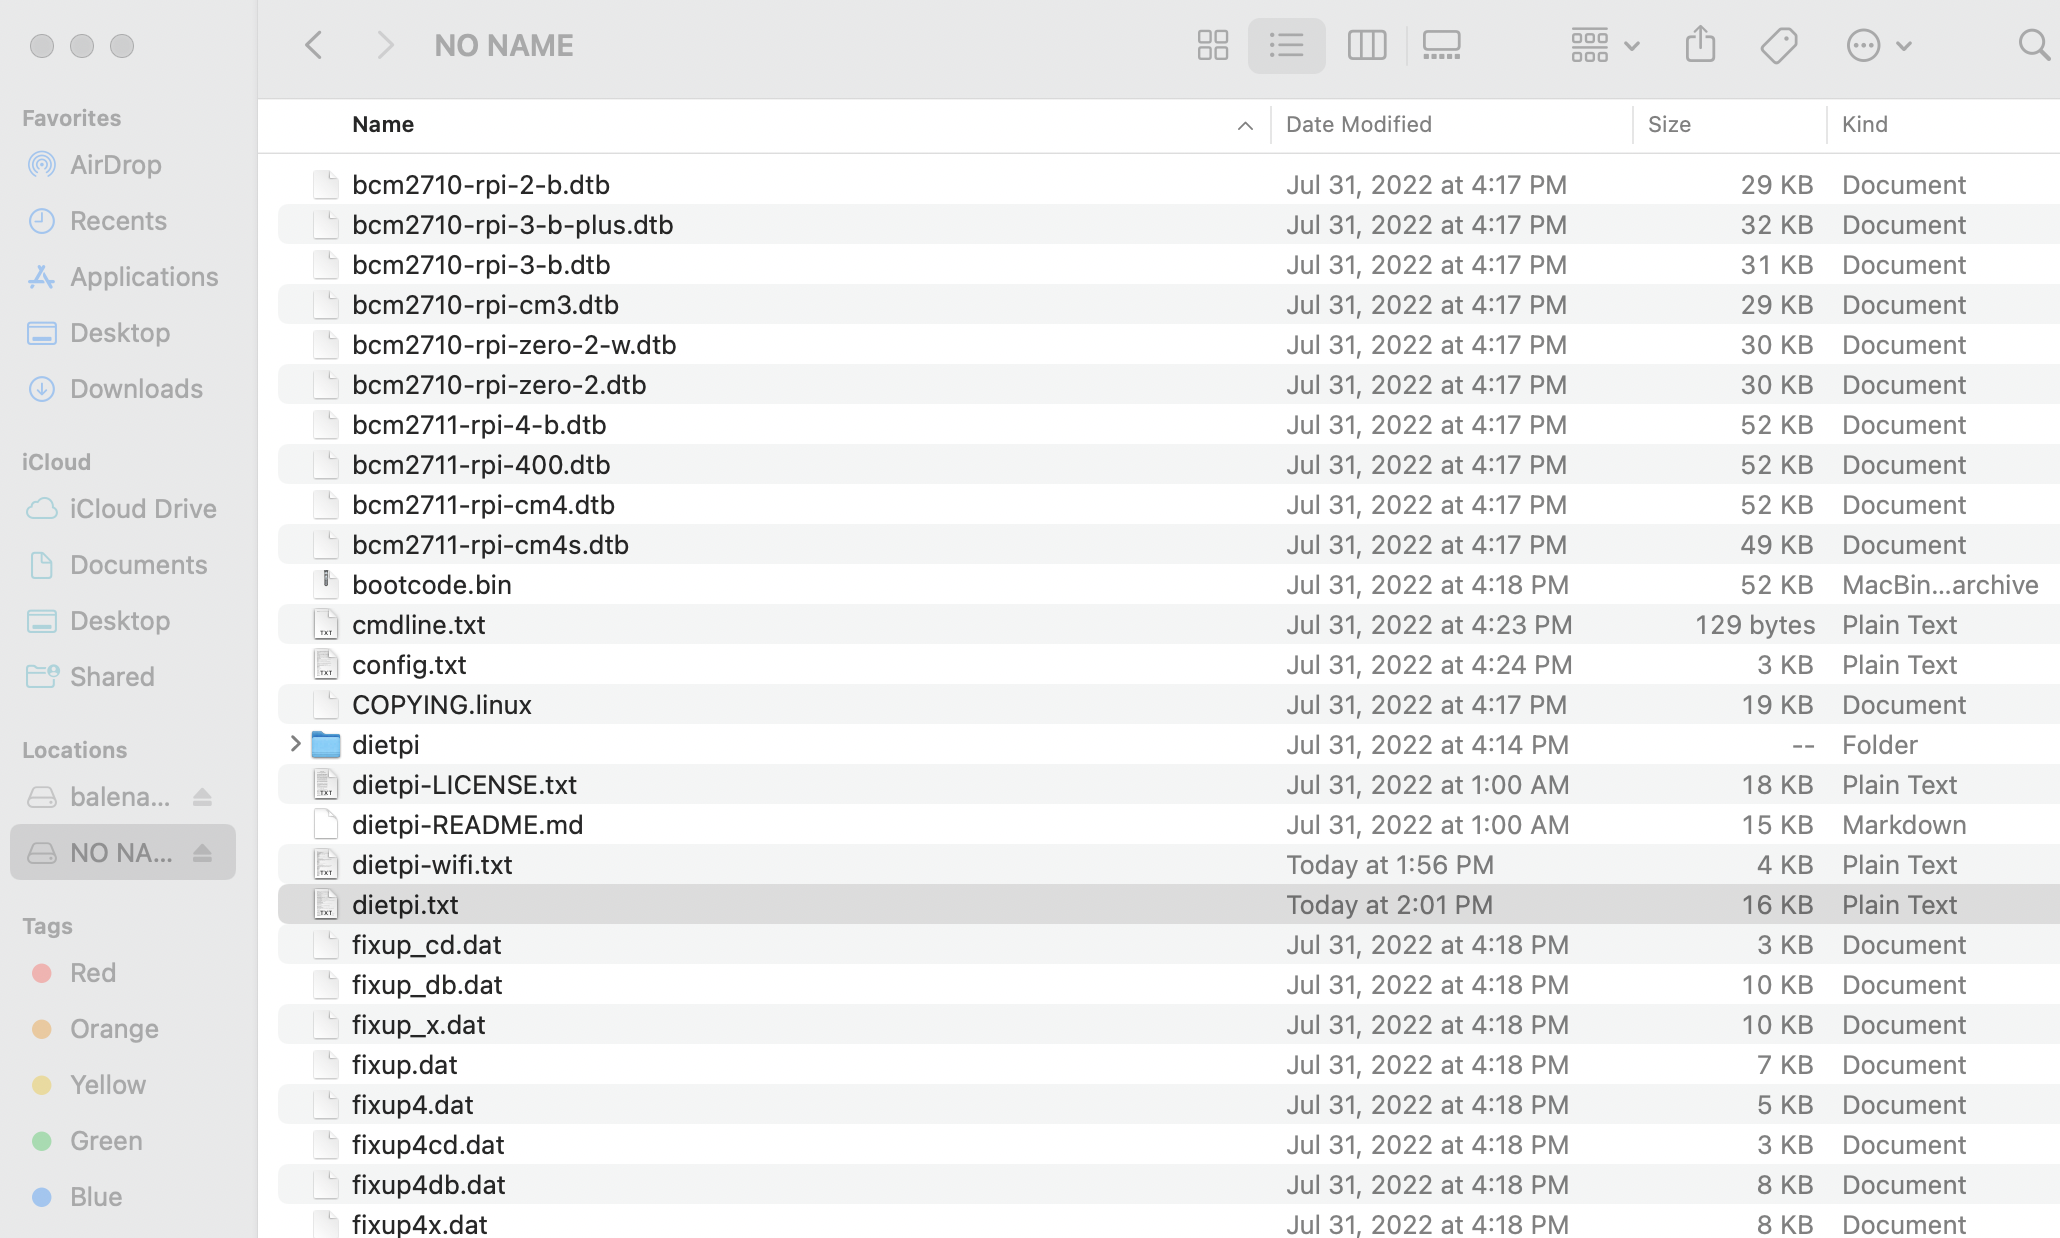 NO NAME
Favorites
AirDrop
Recents
Applications
Desktop
Downloads
iCloud
iCloud Drive
Documents
Desktop
Shared
Locations
balena...
NO NA...
Tags
Red
Orange
Yellow
Green
Blue
Name Date Modified Size Kind
bcm2710-rpi-2-b.dtb Jul 31, 2022 at 4:17 PM 29 KB Document
bcm2710-rpi-3-b-plus.dtb Jul 31, 2022 at 4:17 PM 32 KB Document
bcm2710-rpi-3-b.dtb Jul 31, 2022 at 4:17 PM 31 KB Document
bcm2710-rpi-cm3.dtb Jul 31, 2022 at 4:17 PM 29 KB Document
bcm2710-rpi-zero-2-w.dtb Jul 31, 2022 at 4:17 PM 30 KB Document
bcm2710-rpi-zero-2.dtb Jul 31, 2022 at 4:17 PM 30 KB Document
bcm2711-rpi-4-b.dtb Jul 31, 2022 at 4:17 PM 52 KB Document
bcm2711-rpi-400.dtb Jul 31, 2022 at 4:17 PM 52 KB Document
bcm2711-rpi-cm4.dtb Jul 31, 2022 at 4:17 PM 52 KB Document
bcm2711-rpi-cm4s.dtb Jul 31, 2022 at 4:17 PM 49 KB Document
bootcode.bin Jul 31, 2022 at 4:18 PM 52 KB MacBin...archive
cmdline.txt Jul 31, 2022 at 4:23 PM 129 bytes Plain Text
config.txt Jul 31, 2022 at 4:24 PM 3 KB Plain Text
COPYING.linux Jul 31, 2022 at 4:17 PM 19 KB Document
dietpi Jul 31, 2022 at 4:14 PM -- Folder
dietpi-LICENSE.txt Jul 31, 2022 at 1:00 AM 18 KB Plain Text
dietpi-README.md Jul 31, 2022 at 1:00 AM 15 KB Markdown
dietpi-wifi.txt Today at 1:56 PM 4 KB Plain Text
dietpi.txt Today at 2:01 PM 16 KB Plain Text
fixup_cd.dat Jul 31, 2022 at 4:18 PM 3 KB Document
fixup_db.dat Jul 31, 2022 at 4:18 PM 10 KB Document
fixup_x.dat Jul 31, 2022 at 4:18 PM 10 KB Document
fixup.dat Jul 31, 2022 at 4:18 PM 7 KB Document
fixup4.dat Jul 31, 2022 at 4:18 PM 5 KB Document
fixup4cd.dat Jul 31, 2022 at 4:18 PM 3 KB Document
fixup4db.dat Jul 31, 2022 at 4:18 PM 8 KB Document
fixup4x.dat Jul 31, 2022 at 4:18 PM 8 KB Document